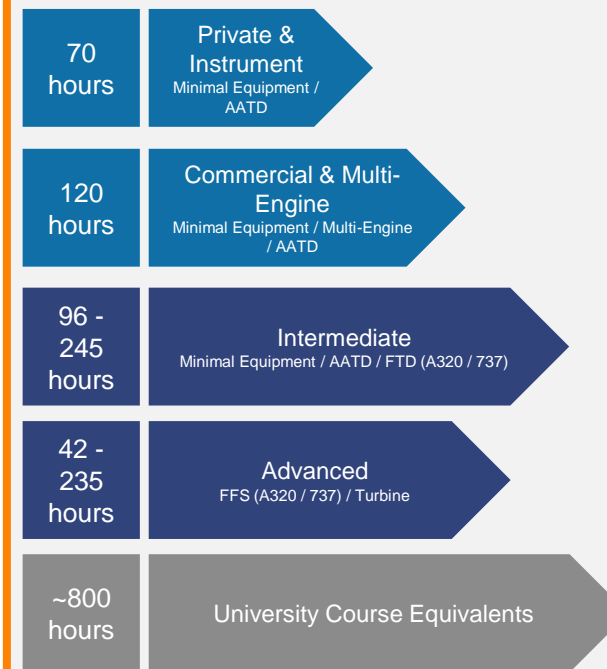 70
hours
Private &
Instrument
Minimal Equipment /
AATD
120
hours
Commercial & Multi-
Engine
Minimal Equipment / Multi-Engine
/ AATD
96 -
245
hours
Intermediate
Minimal Equipment / AATD / FTD (A320 / 737)
42 -
235
hours
Advanced
FFS (A320 / 737) / Turbine
~800
hours
University Course Equivalents